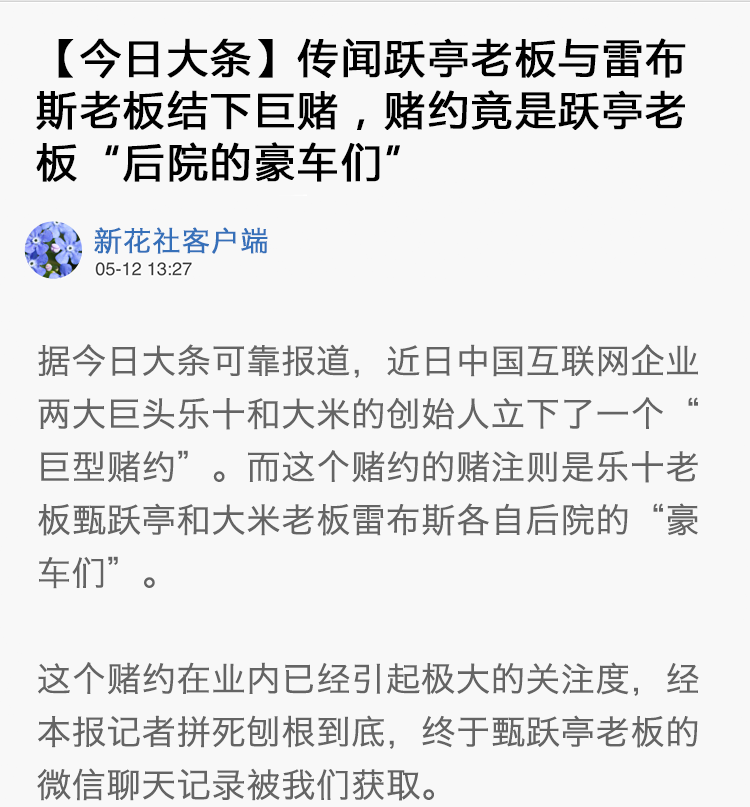 【今日大条】传闻跃亭老板与雷布
斯老板结下巨赌，赌约竟是跃亭老
板“后院的豪车们”
新花社客户端
05-12 13:27
据今日大条可靠报道，近日中国互联网企业
两大巨头乐十和大米的创始人立下了一个“
巨型赌约”。而这个赌约的赌注则是乐十老
板甄跃亭和大米老板雷布斯各自后院的“豪
车们”。
这个赌约在业内已经引起极大的关注度，经
本报记者拼死刨根到底，终于甄跃亭老板的
微信聊天记录被我们获取。